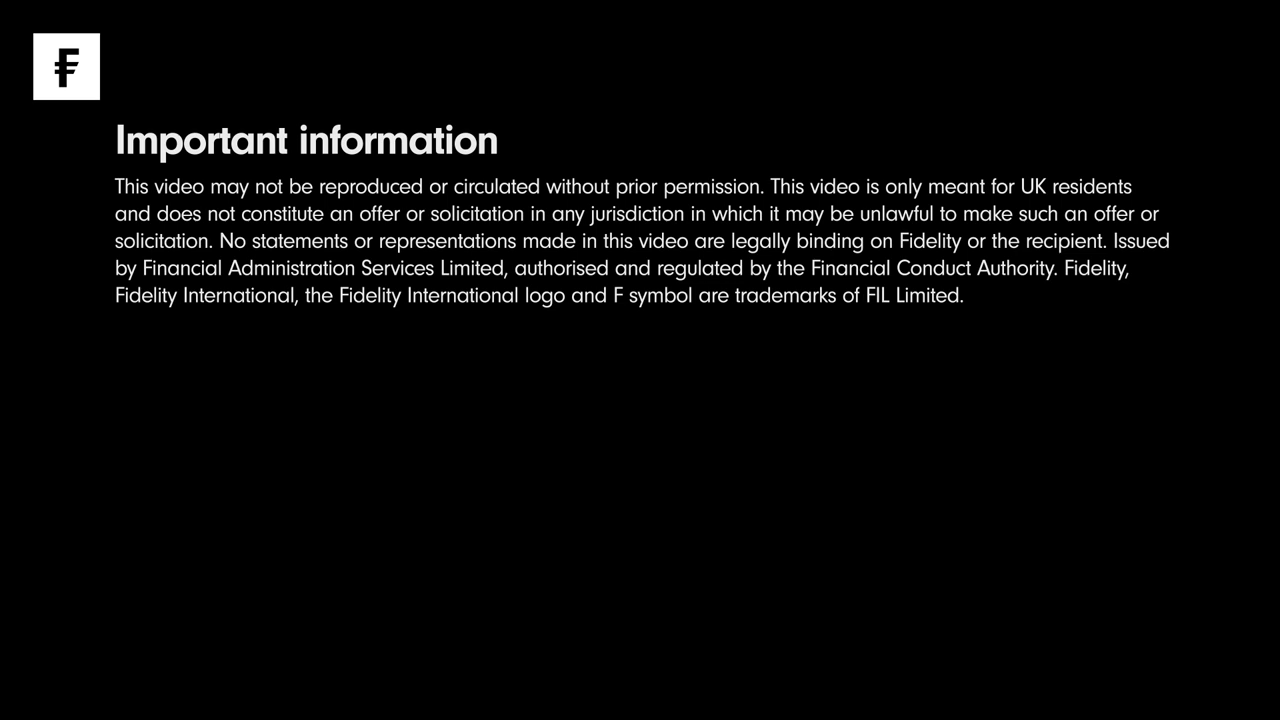 F
Important information
This video may not be reproduced or circulated without prior permission. This video is only meant for UK residents
and does not constitute an offer or solicitation in any jurisdiction in which it may be unlawful to make such an offer or
solicitation. No statements or representations made in this video are legally binding on Fidelity or the recipient. Issued
by Financial Administration Services Limited, authorised and regulated by the Financial Conduct Authority. Fidelity,
Fidelity International, the Fidelity International logo and F symbol are trademarks of FIL Limited.